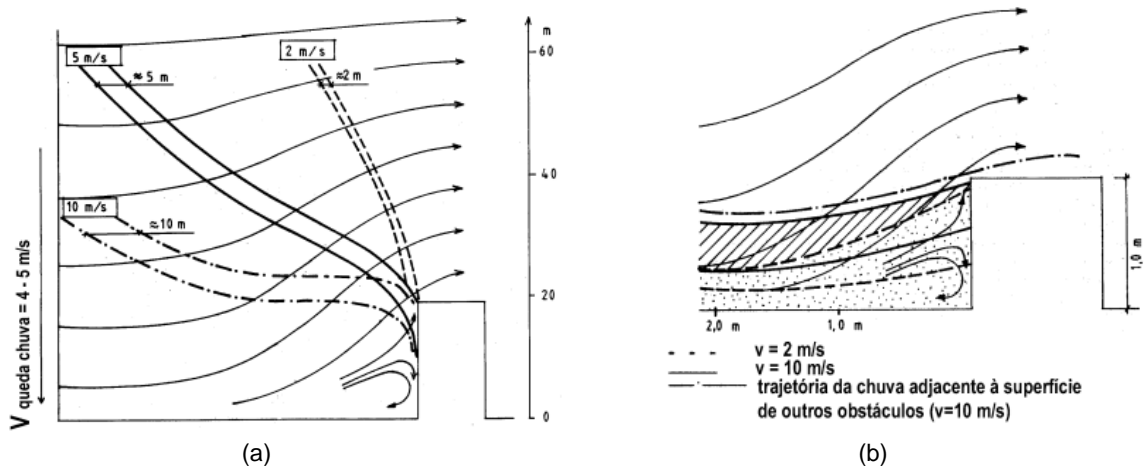 5 m/s
≈ 5 m
2 m/s
≈2m
10 m/s
≈10 m
V queda chuva = 4 - 5 m/s
m
60
40
20
0
(a)
1,0 m
2,0 m
1,0 m
v = 2 m/s
v = 10 m/s
trajetória da chuva adjacente à superfície
de outros obstáculos (v=10 m/s)
(b)